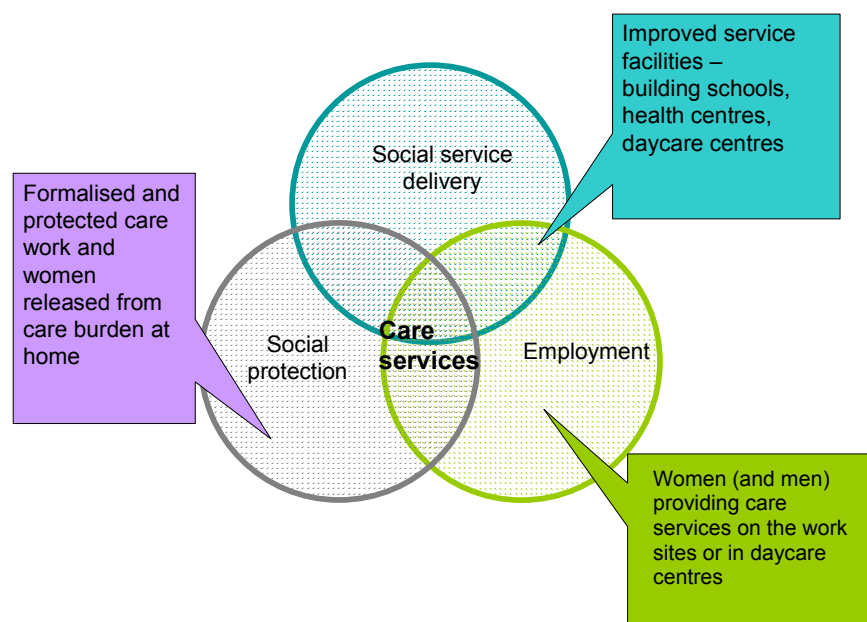 Improved service
facilities –
building schools,
health centres,
daycare centres
Social service
delivery
Formalised and
protected care
work and
women
released from
care burden at
home
Social
protection
Care
services
Employment
Women (and men)
providing care
services on the work
sites or in daycare
centres